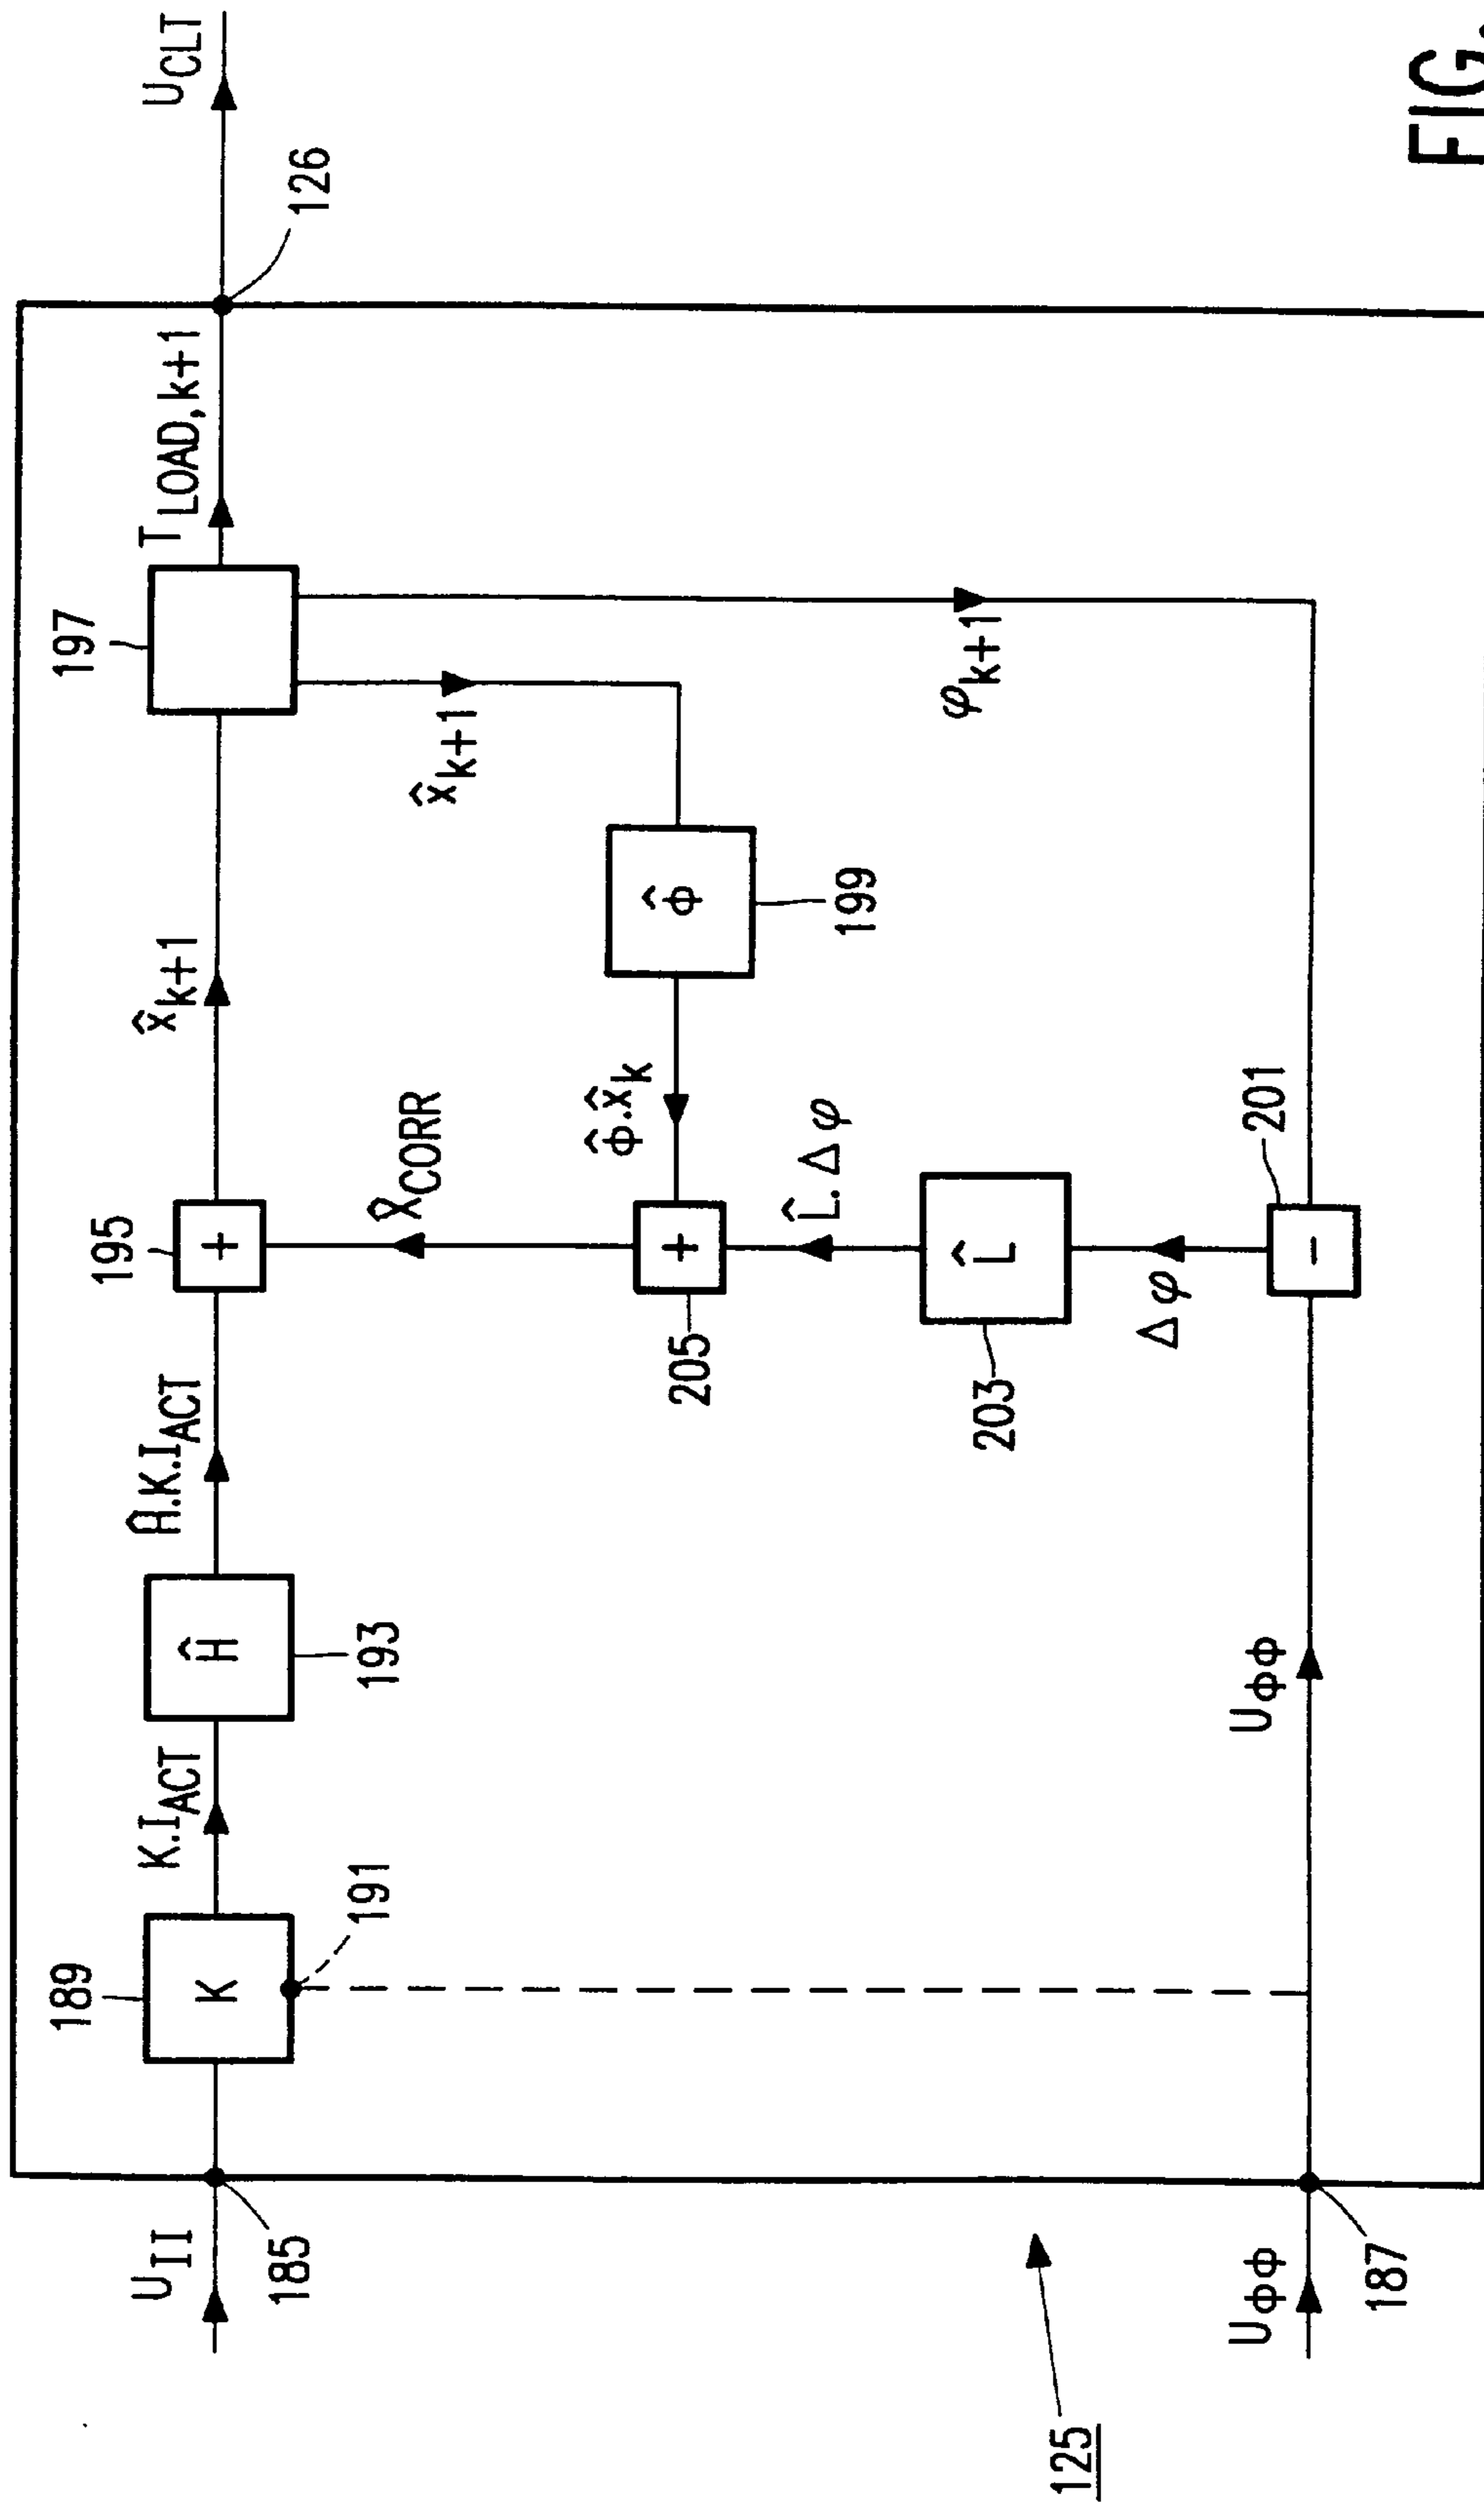 197
195
189
U_CLT
T_LOAD,k+1
x̂_k+1
Ĥ.K.I_ACT
K.I_ACT
U_II
+
Ĥ
K
126
193
191
185
X̂_CORR
x̂_k+1
Φ̂.x̂_k
Φ̂
+
205
199
L̂.Δφ
φ_k+1
L̂
203
125
Δφ
201
U_ΦΦ
U_ΦΦ
-
187
FIG.